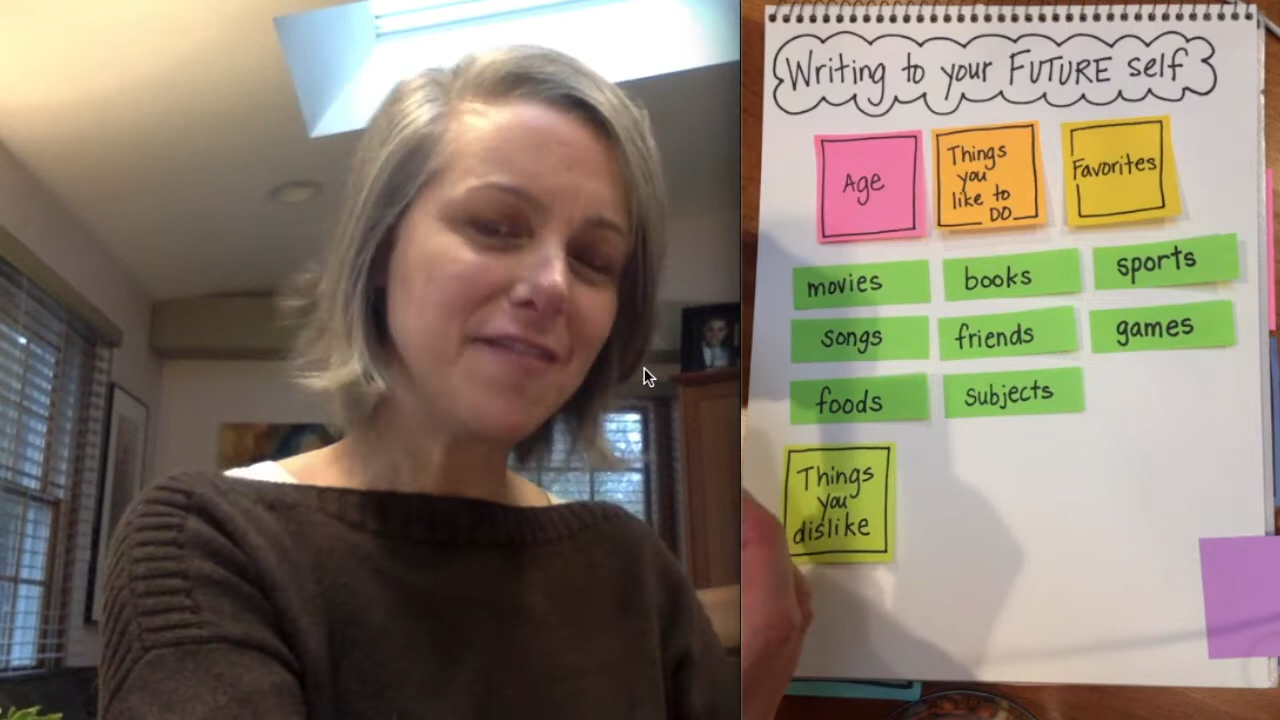 Writing to your FUTURE self
Age
Things
you
like to
DO
Favorites
movies
books
sports
songs
friends
games
foods
subjects
Things
you
dislike